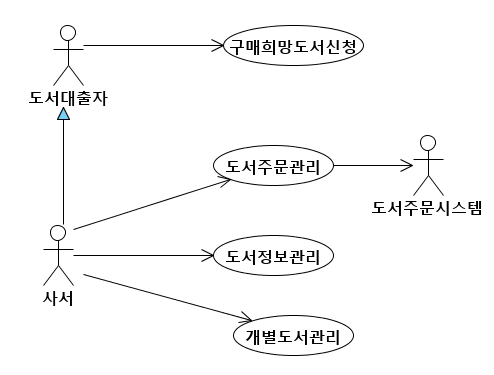 구매희망도서신청
도서대출자
도서주문관리
도서주문시스템
도서정보관리
사서
개별도서관리